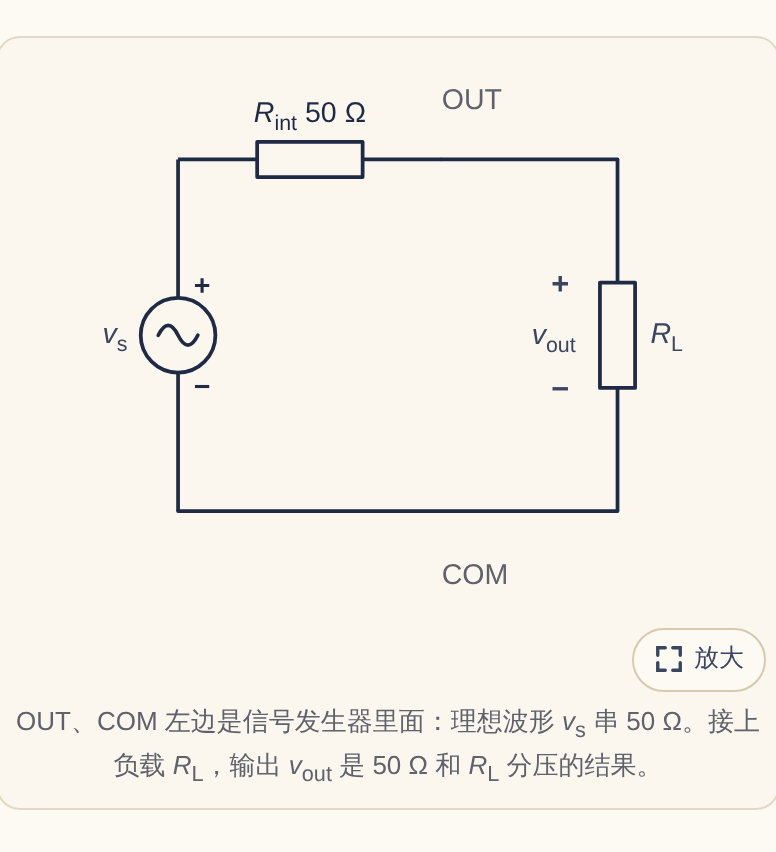 OUT
R_int 50 Ω
+
+
v_s
v_out
R_L
−
−
COM
放大
OUT、COM 左边是信号发生器里面：理想波形 v_s 串 50 Ω。接上
负载 R_L，输出 v_out 是 50 Ω 和 R_L 分压的结果。